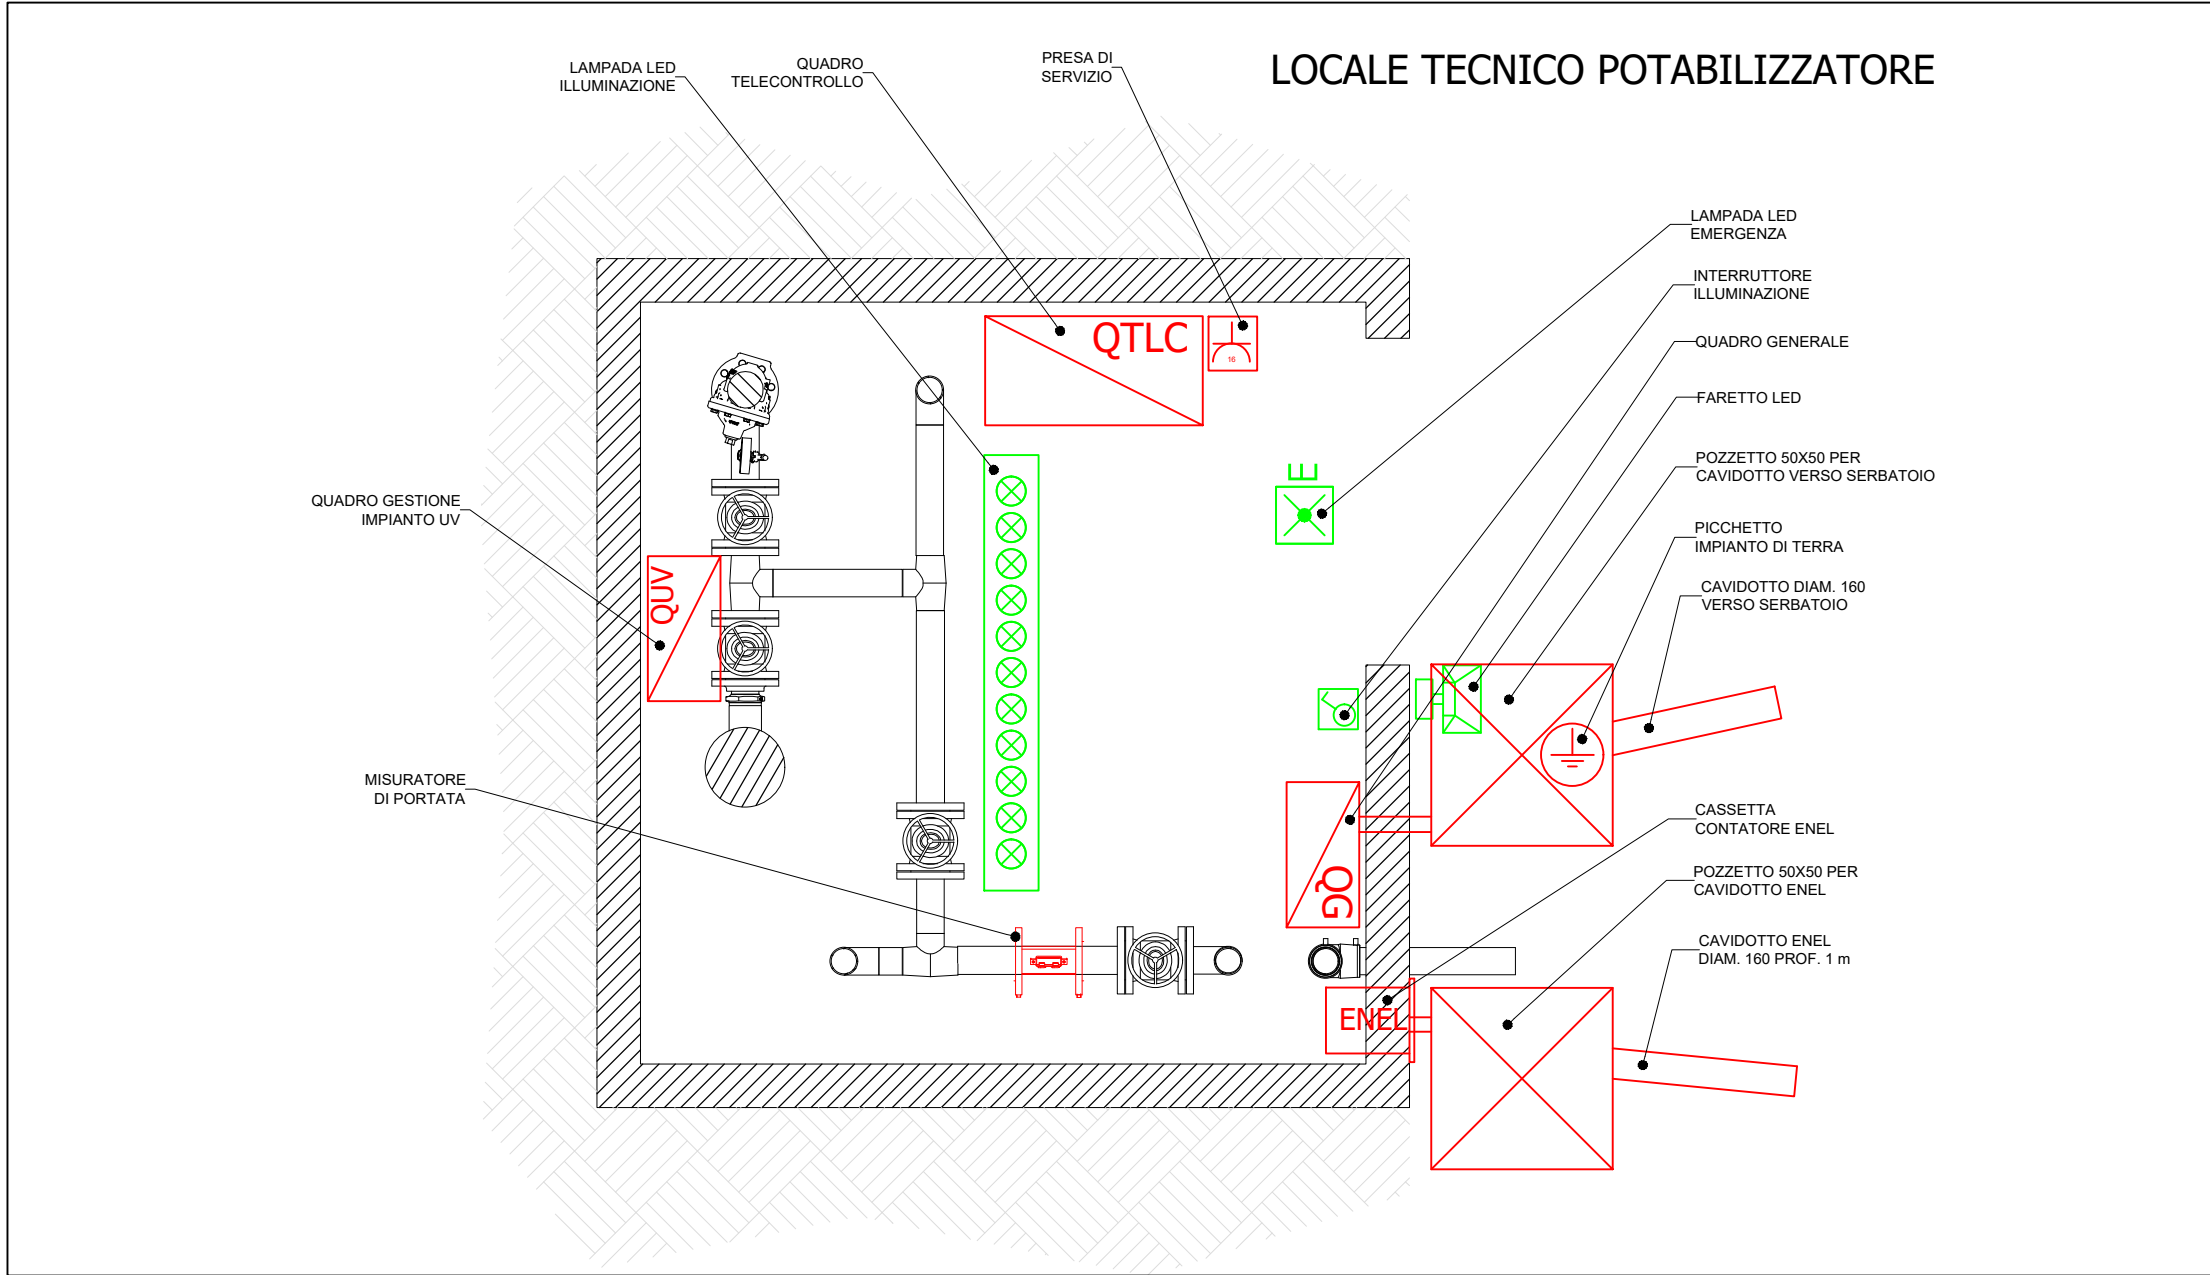 LOCALE TECNICO POTABILIZZATORE
LAMPADA LED
ILLUMINAZIONE
QUADRO
TELECONTROLLO
PRESA DI
SERVIZIO
LAMPADA LED
EMERGENZA
INTERRUTTORE
ILLUMINAZIONE
QUADRO GENERALE
FARETTO LED
POZZETTO 50X50 PER
CAVIDOTTO VERSO SERBATOIO
PICCHETTO
IMPIANTO DI TERRA
CAVIDOTTO DIAM. 160
VERSO SERBATOIO
CASSETTA
CONTATORE ENEL
POZZETTO 50X50 PER
CAVIDOTTO ENEL
CAVIDOTTO ENEL
DIAM. 160 PROF. 1 m
QUADRO GESTIONE
IMPIANTO UV
MISURATORE
DI PORTATA
QTLC
16
E
QUV
QG
ENEL